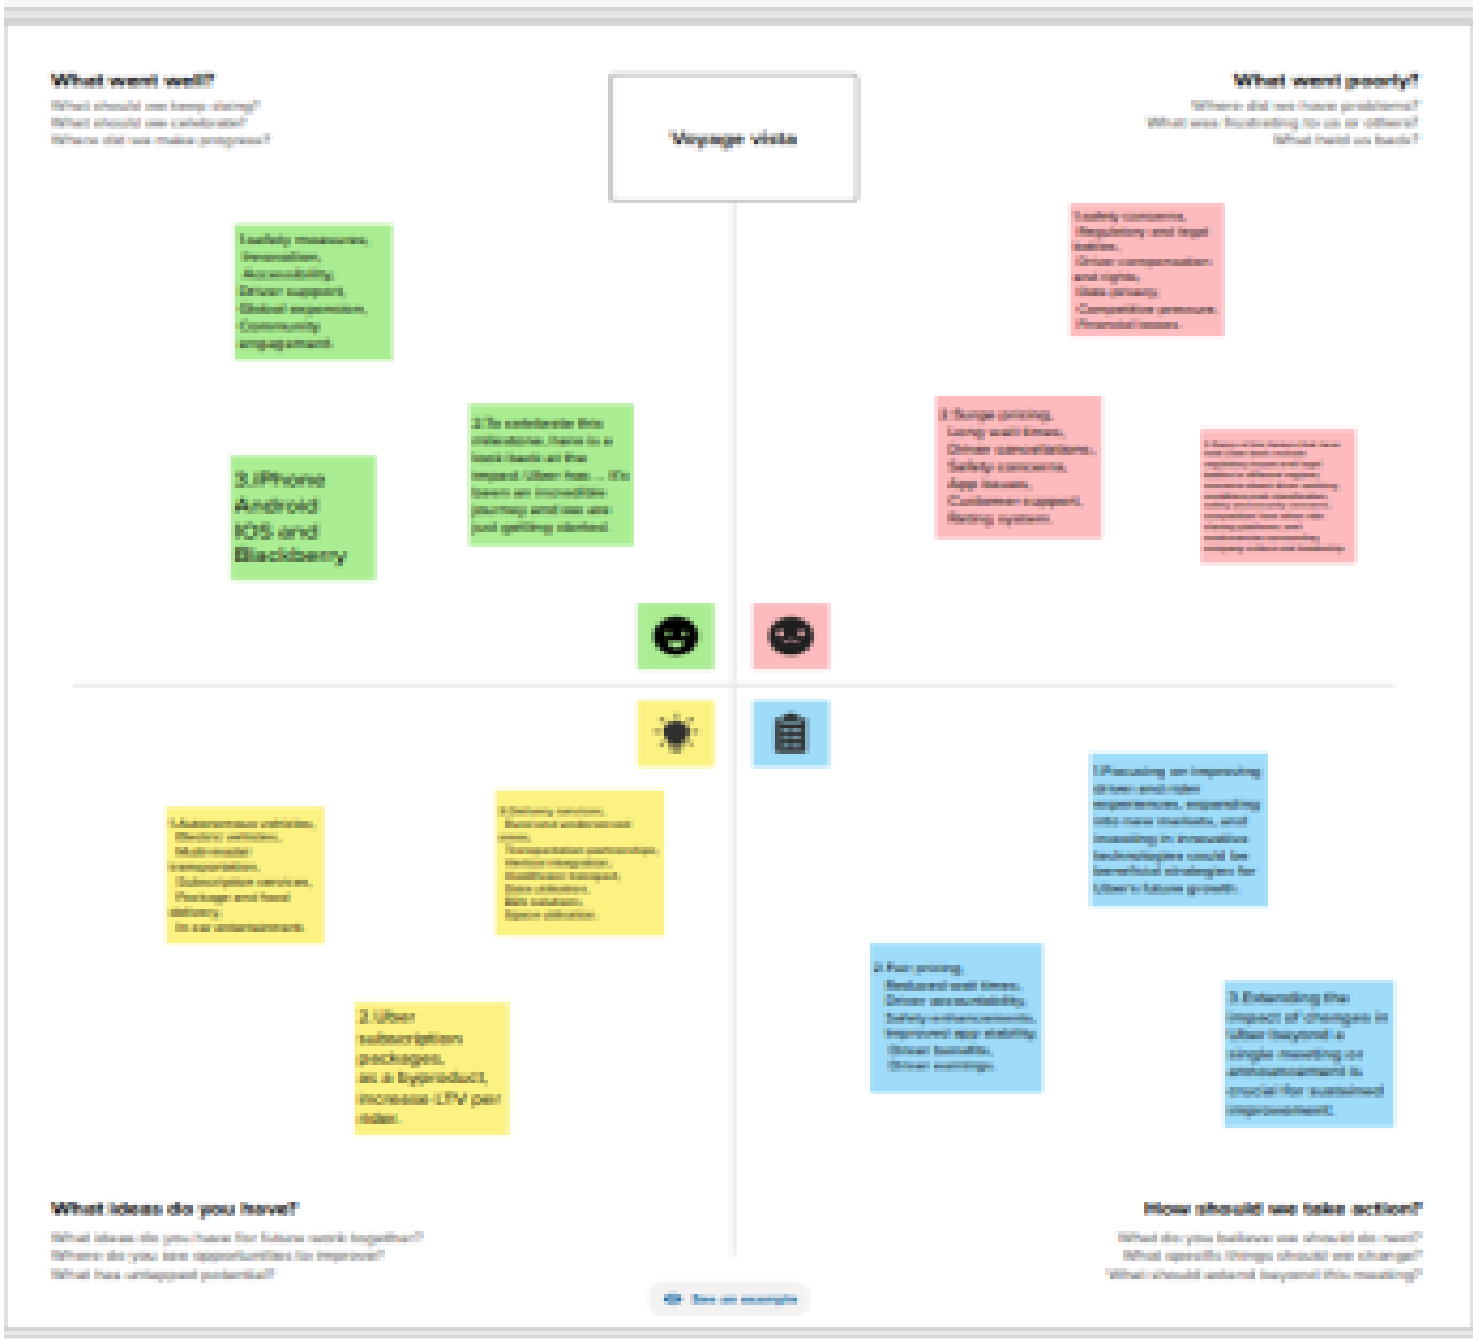 What went well?
What should we keep doing?
What should we celebrate?
Where did we make progress?
Voyage vista
What went poorly?
Where did we have problems?
What was frustrating to us or others?
What held us back?
1.safety measures,
Innovation,
Accessibility,
Driver support,
Global expansion,
Community
engagement.
2.To celebrate this
milestone, here is a
look back at the
impact Uber has ... it's
been an incredible
journey and we are
just getting started.
3.iPhone
Android
IOS and
Blackberry
1.safety concerns,
Regulatory and legal
battles,
Driver compensation
and rights,
Data privacy,
Competitive pressure,
Financial losses.
2.Surge pricing,
Long wait times,
Driver cancellations,
Safety concerns,
App issues,
Customer support,
Rating system.
1.Autonomous vehicles,
Electric vehicles,
Multi-modal
transportation,
Subscription services,
Package and food
delivery,
In-car entertainment.
3.Delivery services,
Transportation partnerships,
Vertical integration,
Healthcare transport,
Data utilization,
B2B solutions,
Space utilization.
2.Uber
subscription
packages,
as a byproduct,
increase LTV per
rider.
1.Focusing on improving
driver and rider
experiences, expanding
into new markets, and
investing in innovative
technologies could be
beneficial strategies for
Uber's future growth.
2.Fair pricing,
Reduced wait times,
Driver accountability,
Safety enhancements,
Improved app stability,
Driver benefits,
Driver earnings.
3.Extending the
impact of changes in
Uber beyond a
single meeting or
announcement is
crucial for sustained
improvement.
What ideas do you have?
What ideas do you have for future work together?
Where do you see opportunities to improve?
What has untapped potential?
How should we take action?
What do you believe we should do next?
What specific things should we change?
What should extend beyond this meeting?
See an example